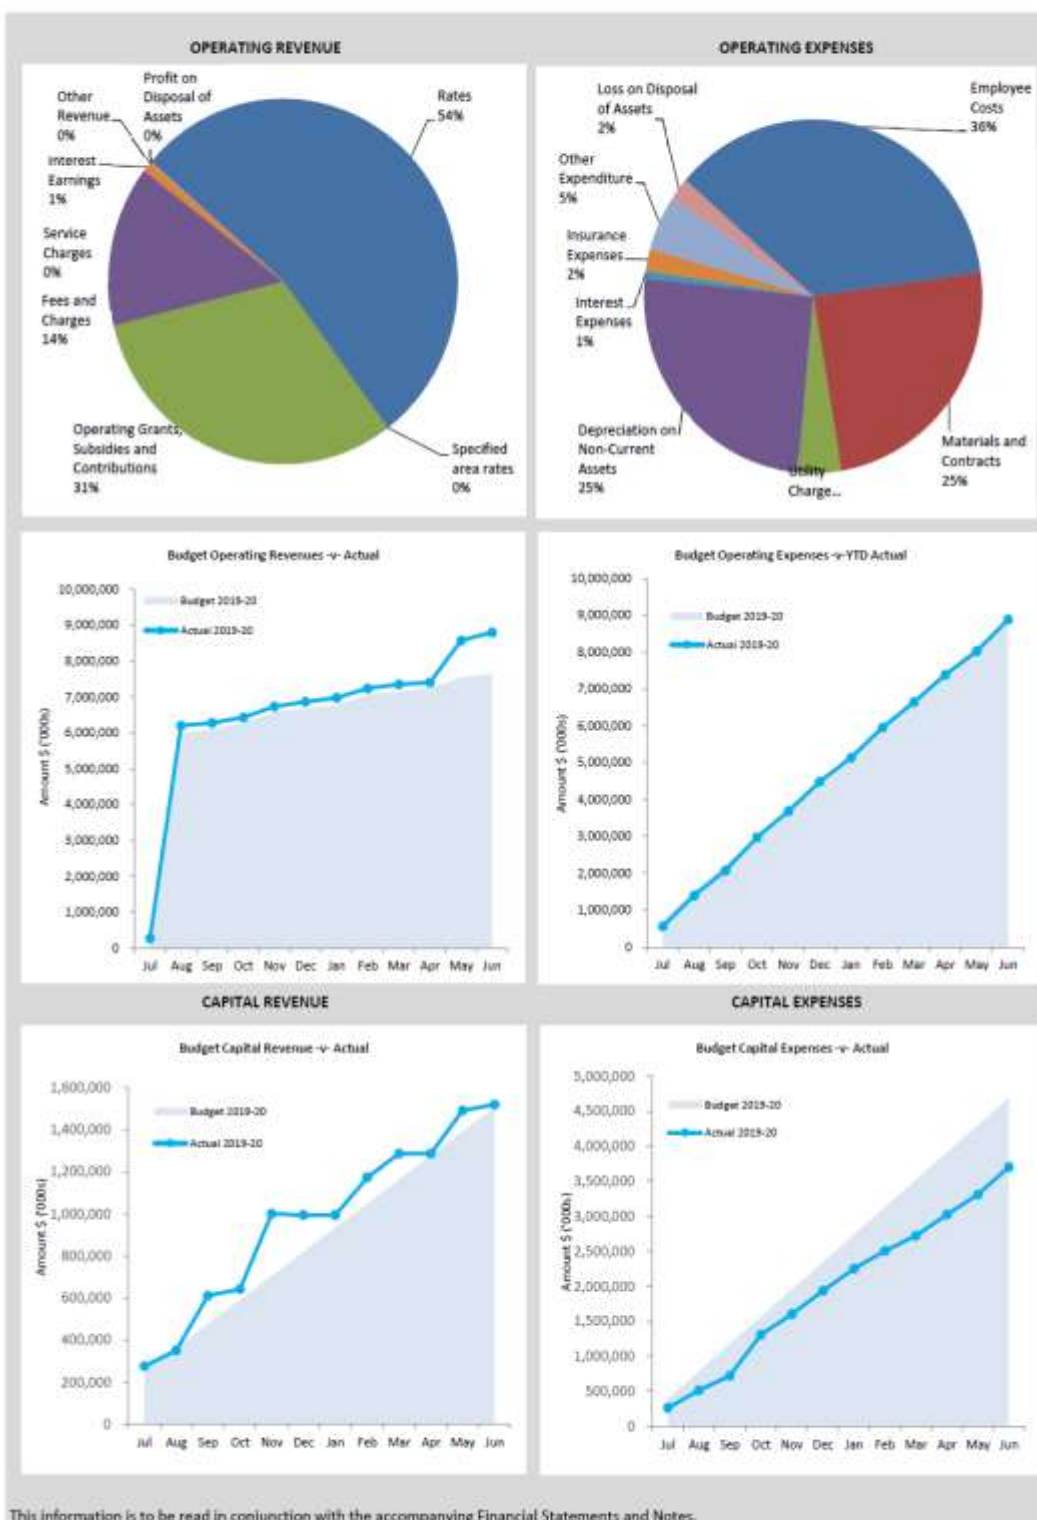 OPERATING REVENUE
Profit on
Disposal of
Assets
0%
Other
Revenue
0%
Interest
Earnings
1%
Service
Charges
0%
Fees and
Charges
14%
Operating Grants,
Subsidies and
Contributions
31%
Rates
54%
Specified
area rates
0%
OPERATING EXPENSES
Loss on Disposal
of Assets
2%
Other
Expenditure
5%
Insurance
Expenses
2%
Interest
Expenses
1%
Depreciation on
Non-Current
Assets
25%
Utility
Charge...
Employee
Costs
36%
Materials and
Contracts
25%
Budget Operating Revenues -v- Actual
Budget 2019-20
Actual 2019-20
Amount $ ('000s)
10,000,000
9,000,000
8,000,000
7,000,000
6,000,000
5,000,000
4,000,000
3,000,000
2,000,000
1,000,000
0
Jul Aug Sep Oct Nov Dec Jan Feb Mar Apr May Jun
Budget Operating Expenses -v-YTD Actual
Budget 2019-20
Actual 2019-20
Amount $ ('000s)
10,000,000
9,000,000
8,000,000
7,000,000
6,000,000
5,000,000
4,000,000
3,000,000
2,000,000
1,000,000
0
Jul Aug Sep Oct Nov Dec Jan Feb Mar Apr May Jun
CAPITAL REVENUE
Budget Capital Revenue -v- Actual
Budget 2019-20
Actual 2019-20
Amount $ ('000s)
1,600,000
1,400,000
1,200,000
1,000,000
800,000
600,000
400,000
200,000
0
Jul Aug Sep Oct Nov Dec Jan Feb Mar Apr May Jun
CAPITAL EXPENSES
Budget Capital Expenses -v- Actual
Budget 2019-20
Actual 2019-20
Amount $ ('000s)
5,000,000
4,500,000
4,000,000
3,500,000
3,000,000
2,500,000
2,000,000
1,500,000
1,000,000
500,000
0
Jul Aug Sep Oct Nov Dec Jan Feb Mar Apr May Jun
This information is to be read in conjunction with the accompanying Financial Statements and Notes.